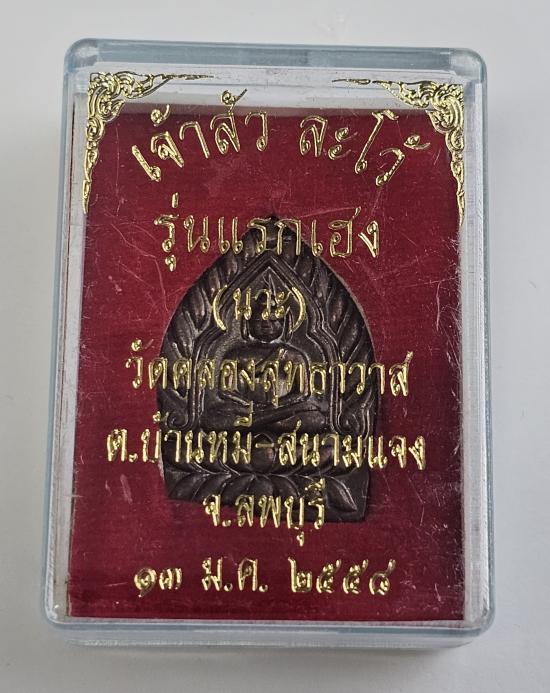 เจ้าสัว ละโว้
รุ่นแรกเฮง
(นวะ)
วัดคลองสุทธาวาส
ต.บ้านหมี่-สนามแจง
จ.ลพบุรี
๑๓ ม.ค. ๒๕๕๘